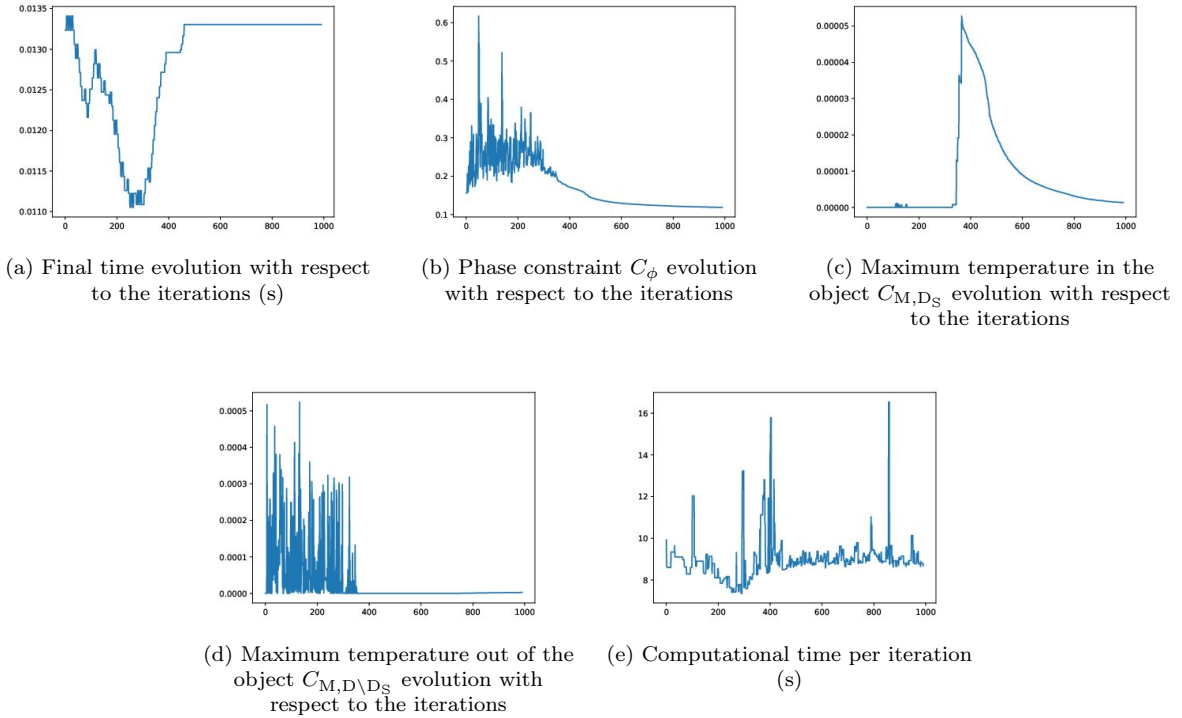 0.0135
0.0130
0.0125
0.0120
0.0115
0.0110
0 200 400 600 800 1000
0.6
0.5
0.4
0.3
0.2
0.1
0 200 400 600 800 1000
0.00005
0.00004
0.00003
0.00002
0.00001
0.00000
0 200 400 600 800 1000
(a) Final time evolution with respect
to the iterations (s)
(b) Phase constraint C_ϕ evolution
with respect to the iterations
(c) Maximum temperature in the
object C_{M,D_S} evolution with respect
to the iterations
0.0005
0.0004
0.0003
0.0002
0.0001
0.0000
0 200 400 600 800 1000
16
14
12
10
8
0 200 400 600 800 1000
(d) Maximum temperature out of the
object C_{M,D\D_S} evolution with
respect to the iterations
(e) Computational time per iteration
(s)